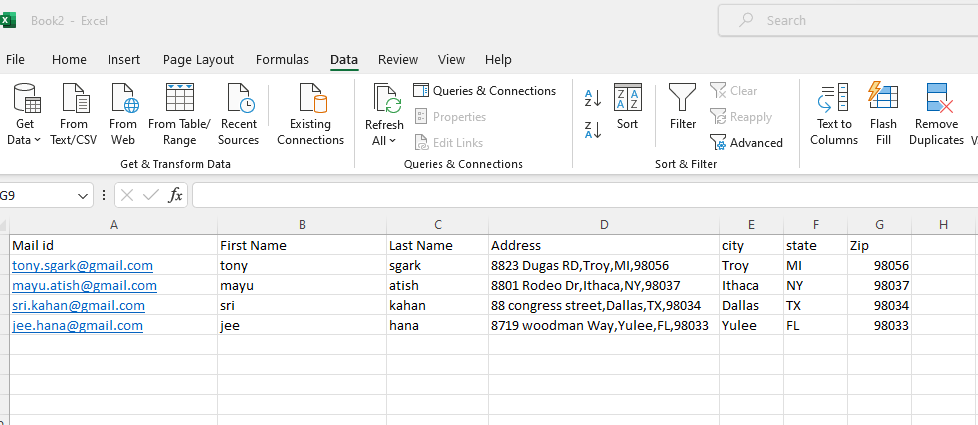 Book2 - Excel
Search
File Home Insert Page Layout Formulas Data Review View Help
Get Data
From Text/CSV
From Web
From Table/ Range
Recent Sources
Existing Connections
Refresh All
Queries & Connections
Properties
Edit Links
Sort
Filter
Clear
Reapply
Advanced
Text to Columns
Flash Fill
Remove Duplicates
Get & Transform Data
Queries & Connections
Sort & Filter
G9 fx
A B C D E F G H
Mail id First Name Last Name Address city state Zip
tony.sgark@gmail.com tony sgark 8823 Dugas RD,Troy,MI,98056 Troy MI 98056
mayu.atish@gmail.com mayu atish 8801 Rodeo Dr,Ithaca,NY,98037 Ithaca NY 98037
sri.kahan@gmail.com sri kahan 88 congress street,Dallas,TX,98034 Dallas TX 98034
jee.hana@gmail.com jee hana 8719 woodman Way,Yulee,FL,98033 Yulee FL 98033